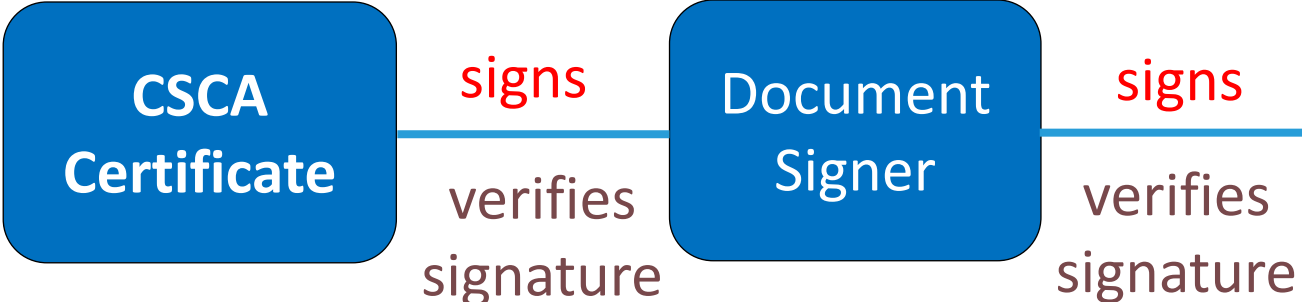 CSCA
Certificate
signs
verifies
signature
Document
Signer
signs
verifies
signature